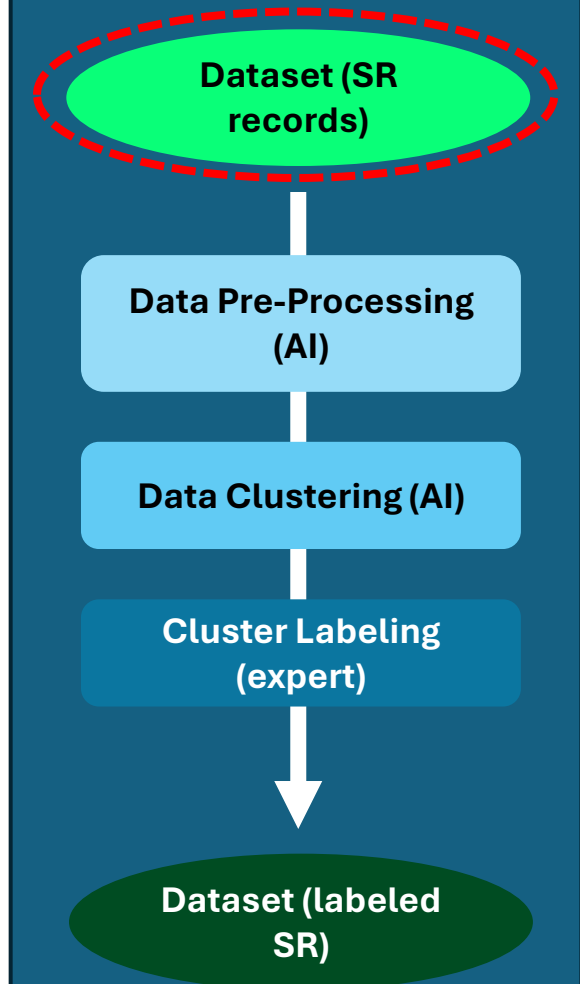 Dataset (SR
records)
Data Pre-Processing
(AI)
Data Clustering (AI)
Cluster Labeling
(expert)
Dataset (labeled
SR)